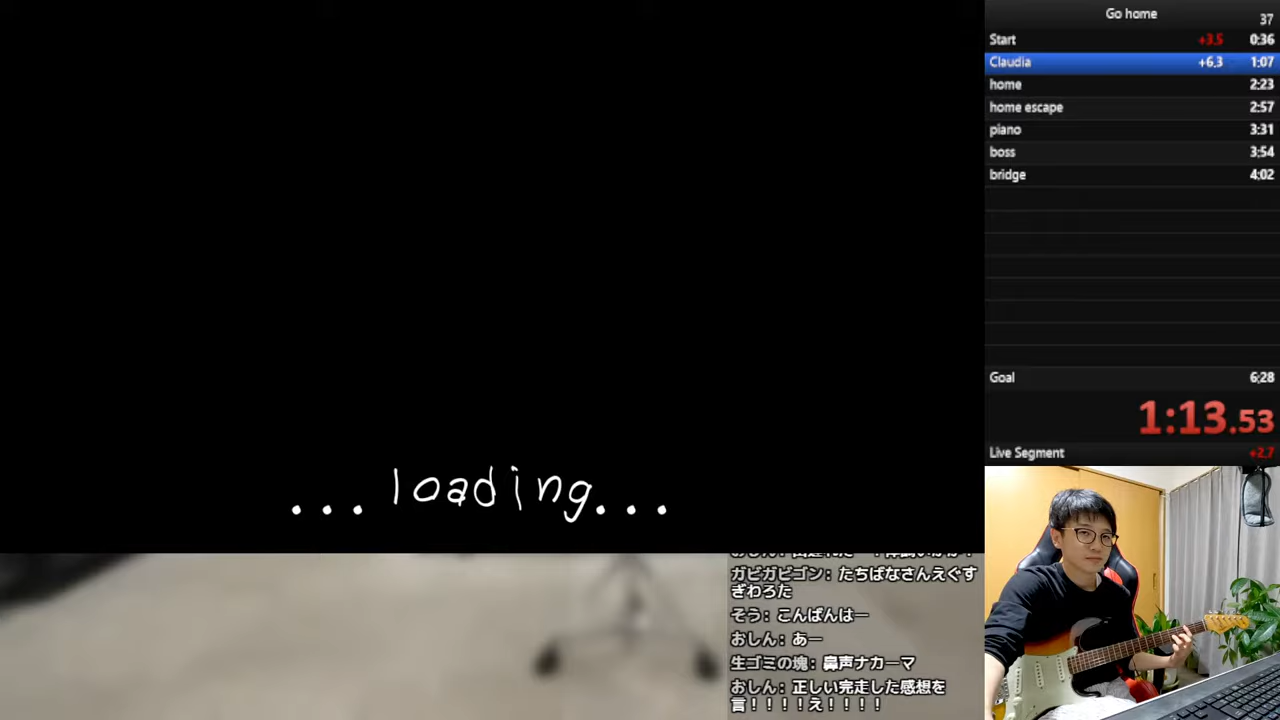 Go home
37
Start +3.5 0:36
Claudia +6.3 1:07
home 2:23
home escape 2:57
piano 3:31
boss 3:54
bridge 4:02
Goal 6:28
1:13.53
Live Segment +2.7
...loading...
ガビガビゴン: たちばなさんえぐす
ぎわろた
そう: こんばんはー
おしん: あー
生ゴミの塊: 鼻声ナカーマ
おしん: 正しい完走した感想を
言！！！！え！！！！